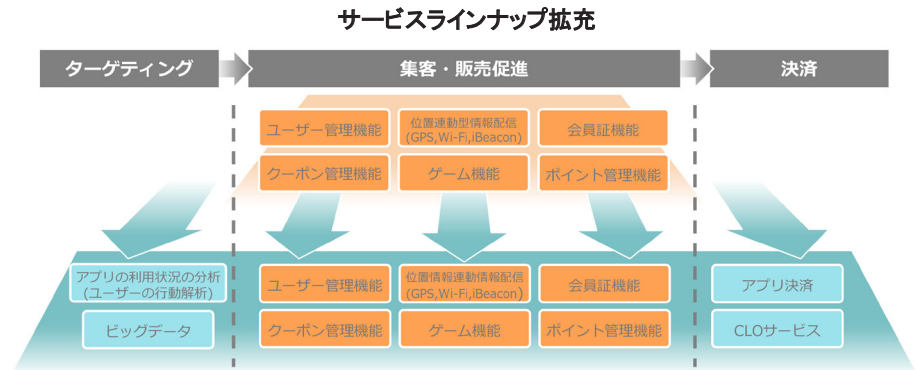 サービスラインナップ拡充
ターゲティング
集客・販売促進
決済
ユーザー管理機能
位置連動型情報配信
(GPS,Wi-Fi,iBeacon)
会員証機能
クーポン管理機能
ゲーム機能
ポイント管理機能
アプリの利用状況の分析
(ユーザーの行動解析)
ユーザー管理機能
位置情報連動情報配信
(GPS,Wi-Fi,iBeacon)
会員証機能
アプリ決済
ビッグデータ
クーポン管理機能
ゲーム機能
ポイント管理機能
CLOサービス